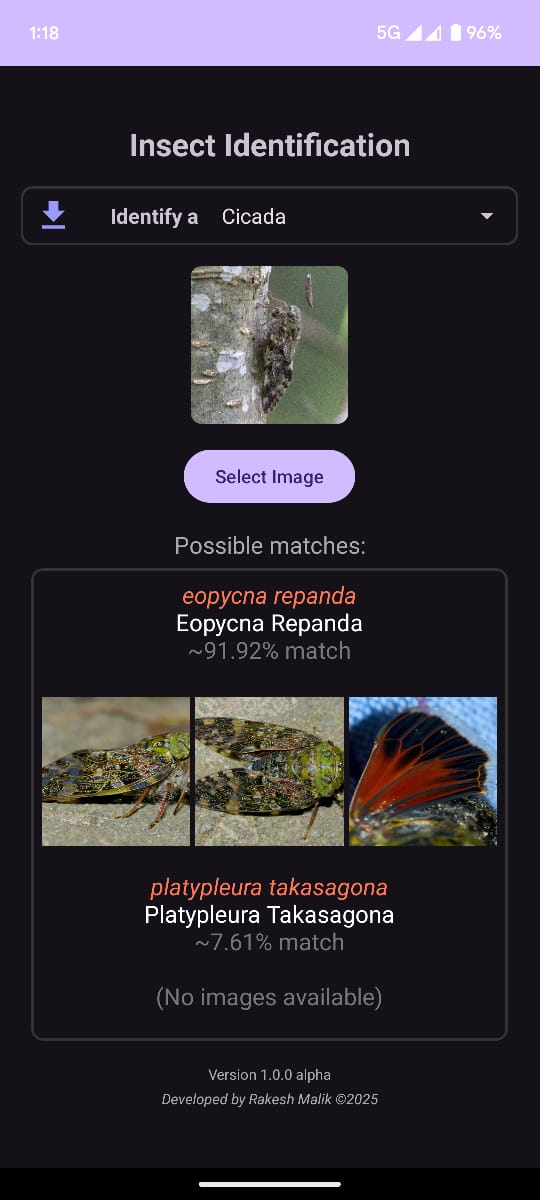 1:18
5G
96%
Insect Identification
Identify a Cicada
Select Image
Possible matches:
eopycna repanda
Eopycna Repanda
~91.92% match
platypleura takasagona
Platypleura Takasagona
~7.61% match
(No images available)
Version 1.0.0 alpha
Developed by Rakesh Malik ©2025